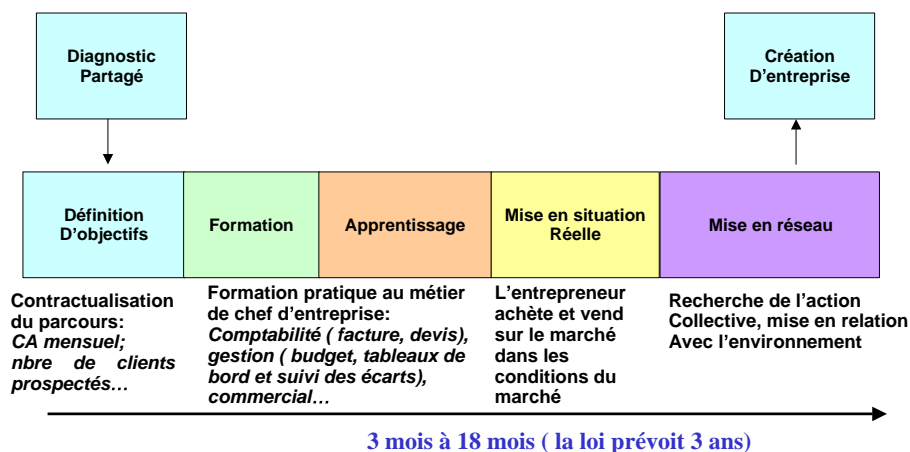 Diagnostic
Partagé
Création
D'entreprise
Définition
D'objectifs
Formation
Apprentissage
Mise en situation
Réelle
Mise en réseau
Contractualisation
du parcours:
CA mensuel;
nbre de clients
prospectés…
Formation pratique au métier
de chef d'entreprise:
Comptabilité ( facture, devis),
gestion ( budget, tableaux de
bord et suivi des écarts),
commercial…
L'entrepreneur
achète et vend
sur le marché
dans les
conditions du
marché
Recherche de l'action
Collective, mise en relation
Avec l'environnement
3 mois à 18 mois ( la loi prévoit 3 ans)